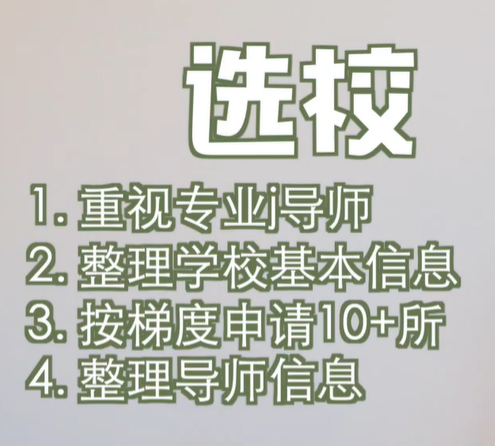 选校
1. 重视专业j导师
2. 整理学校基本信息
3. 按梯度申请10+所
4. 整理导师信息